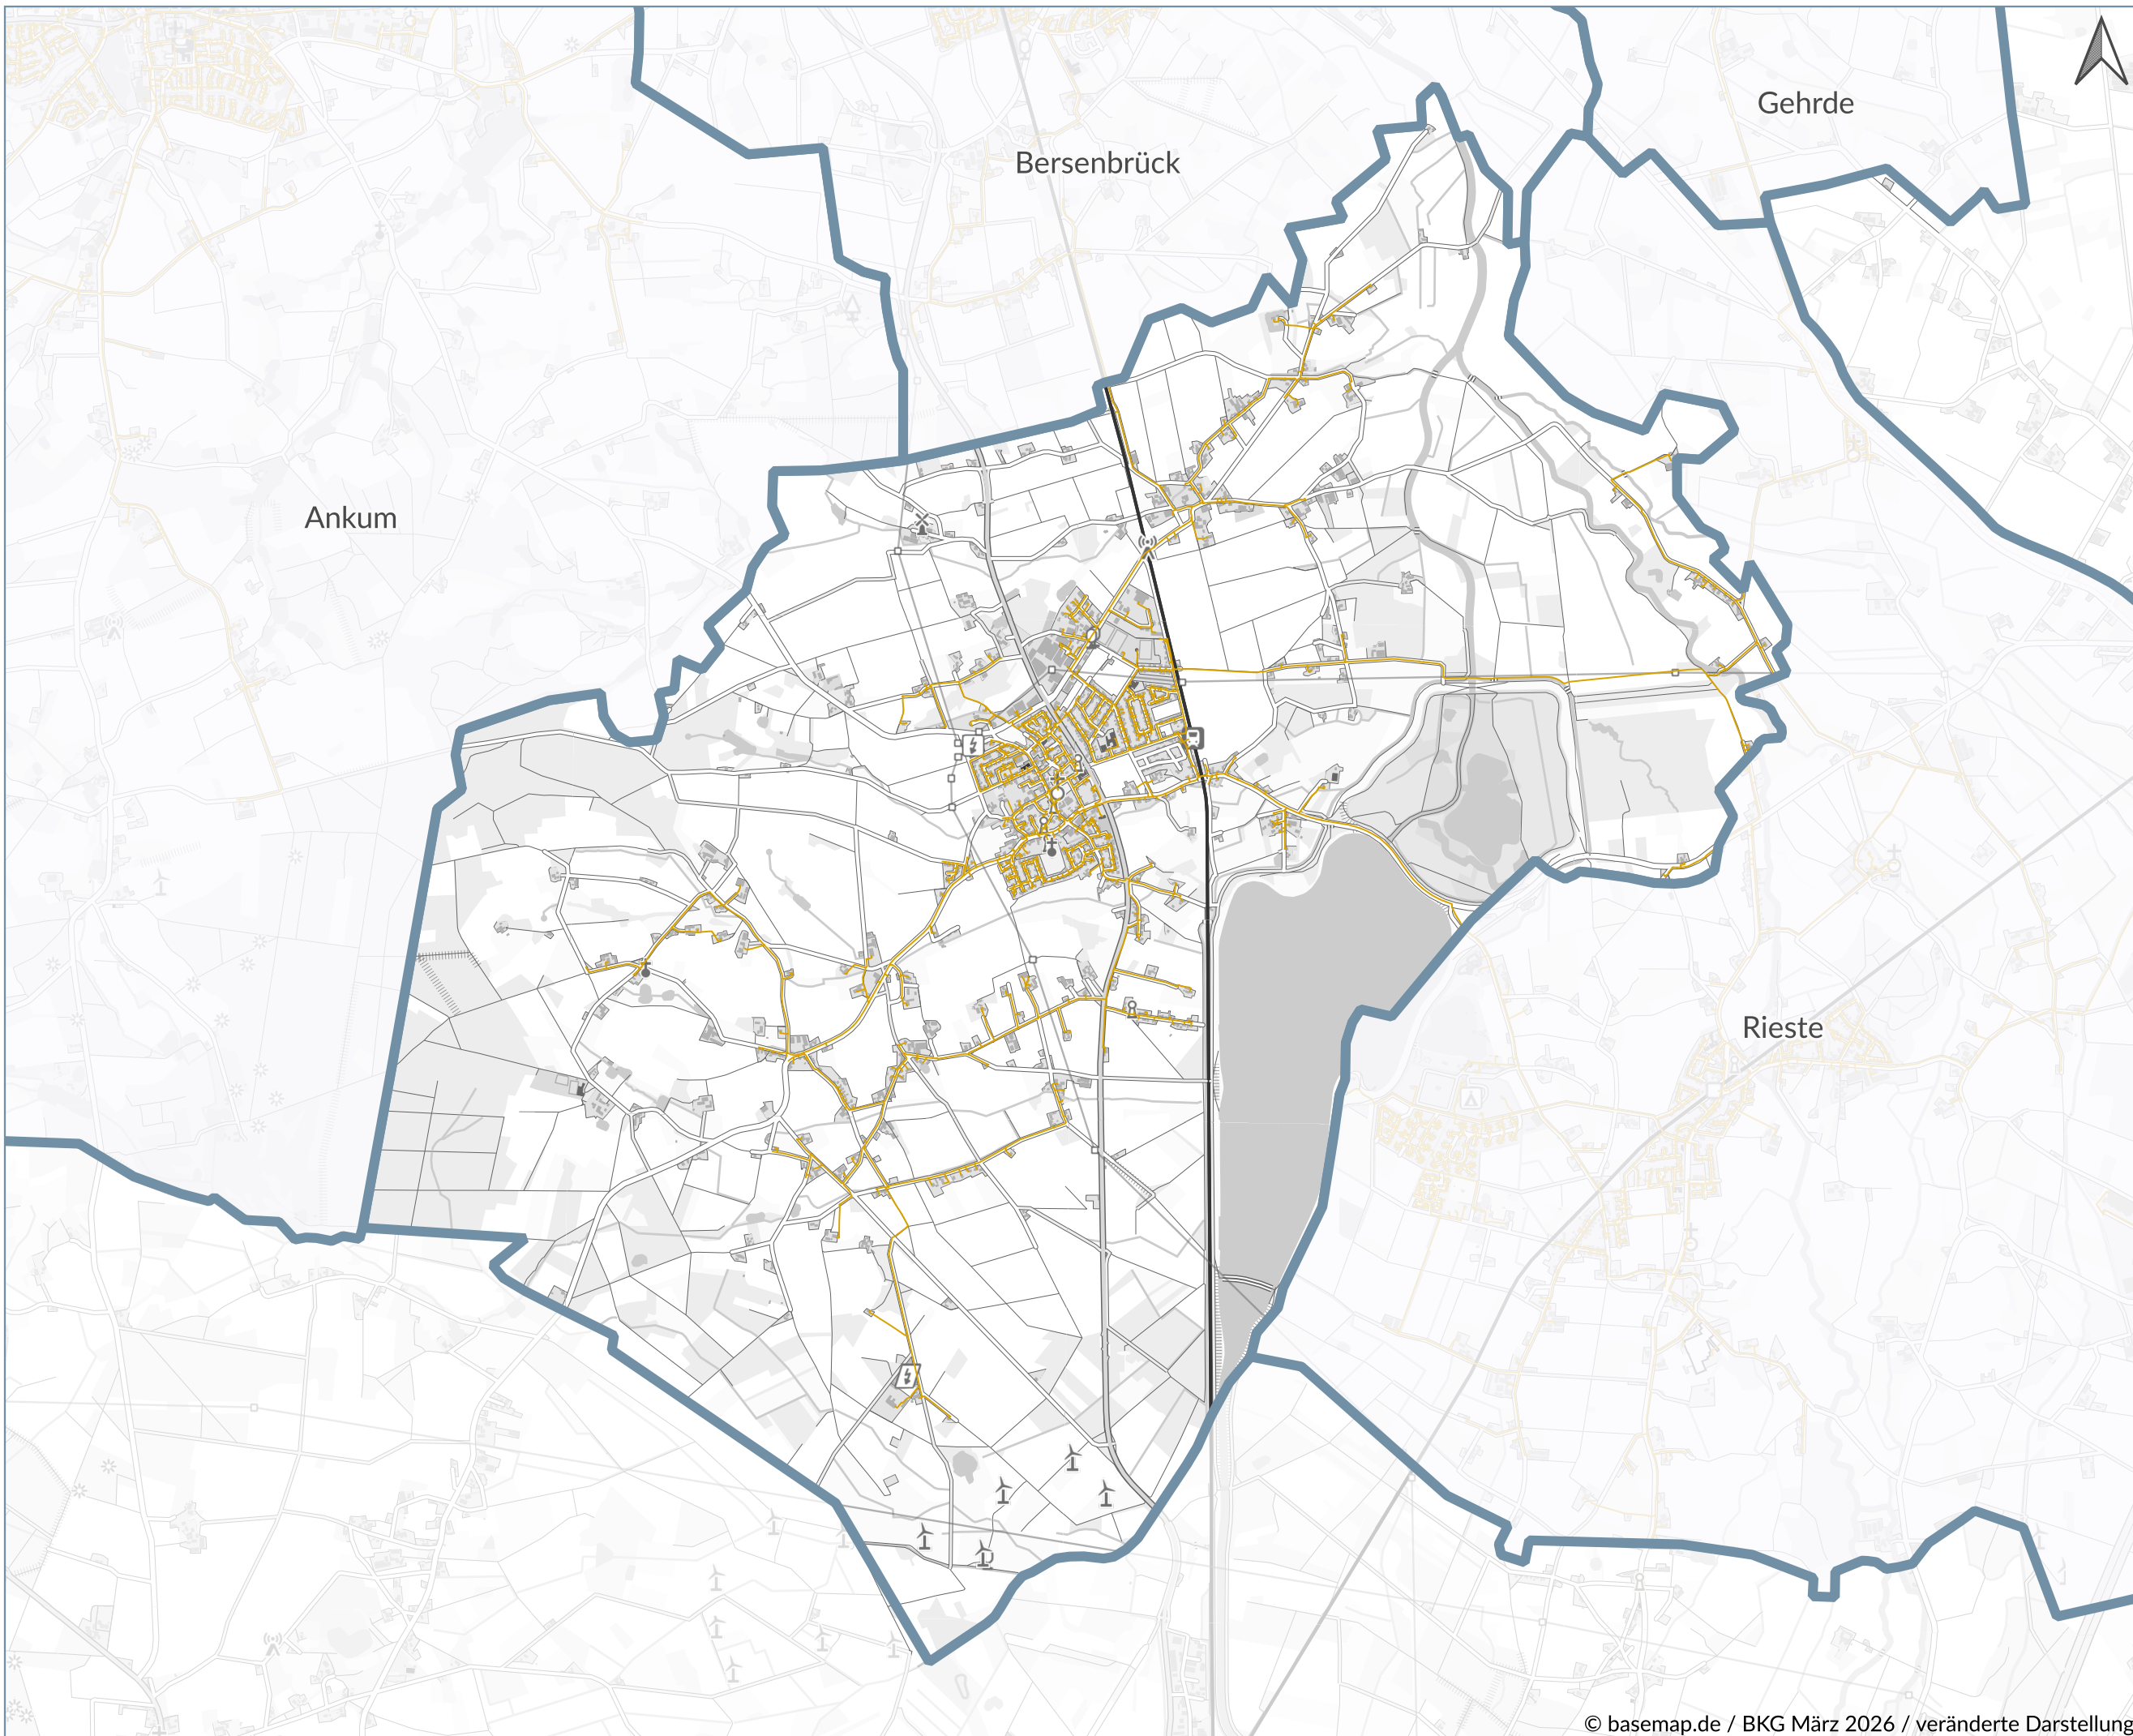 Gehrde
Bersenbrück
Ankum
Rieste
© basemap.de / BKG März 2026 / veränderte Darstellung